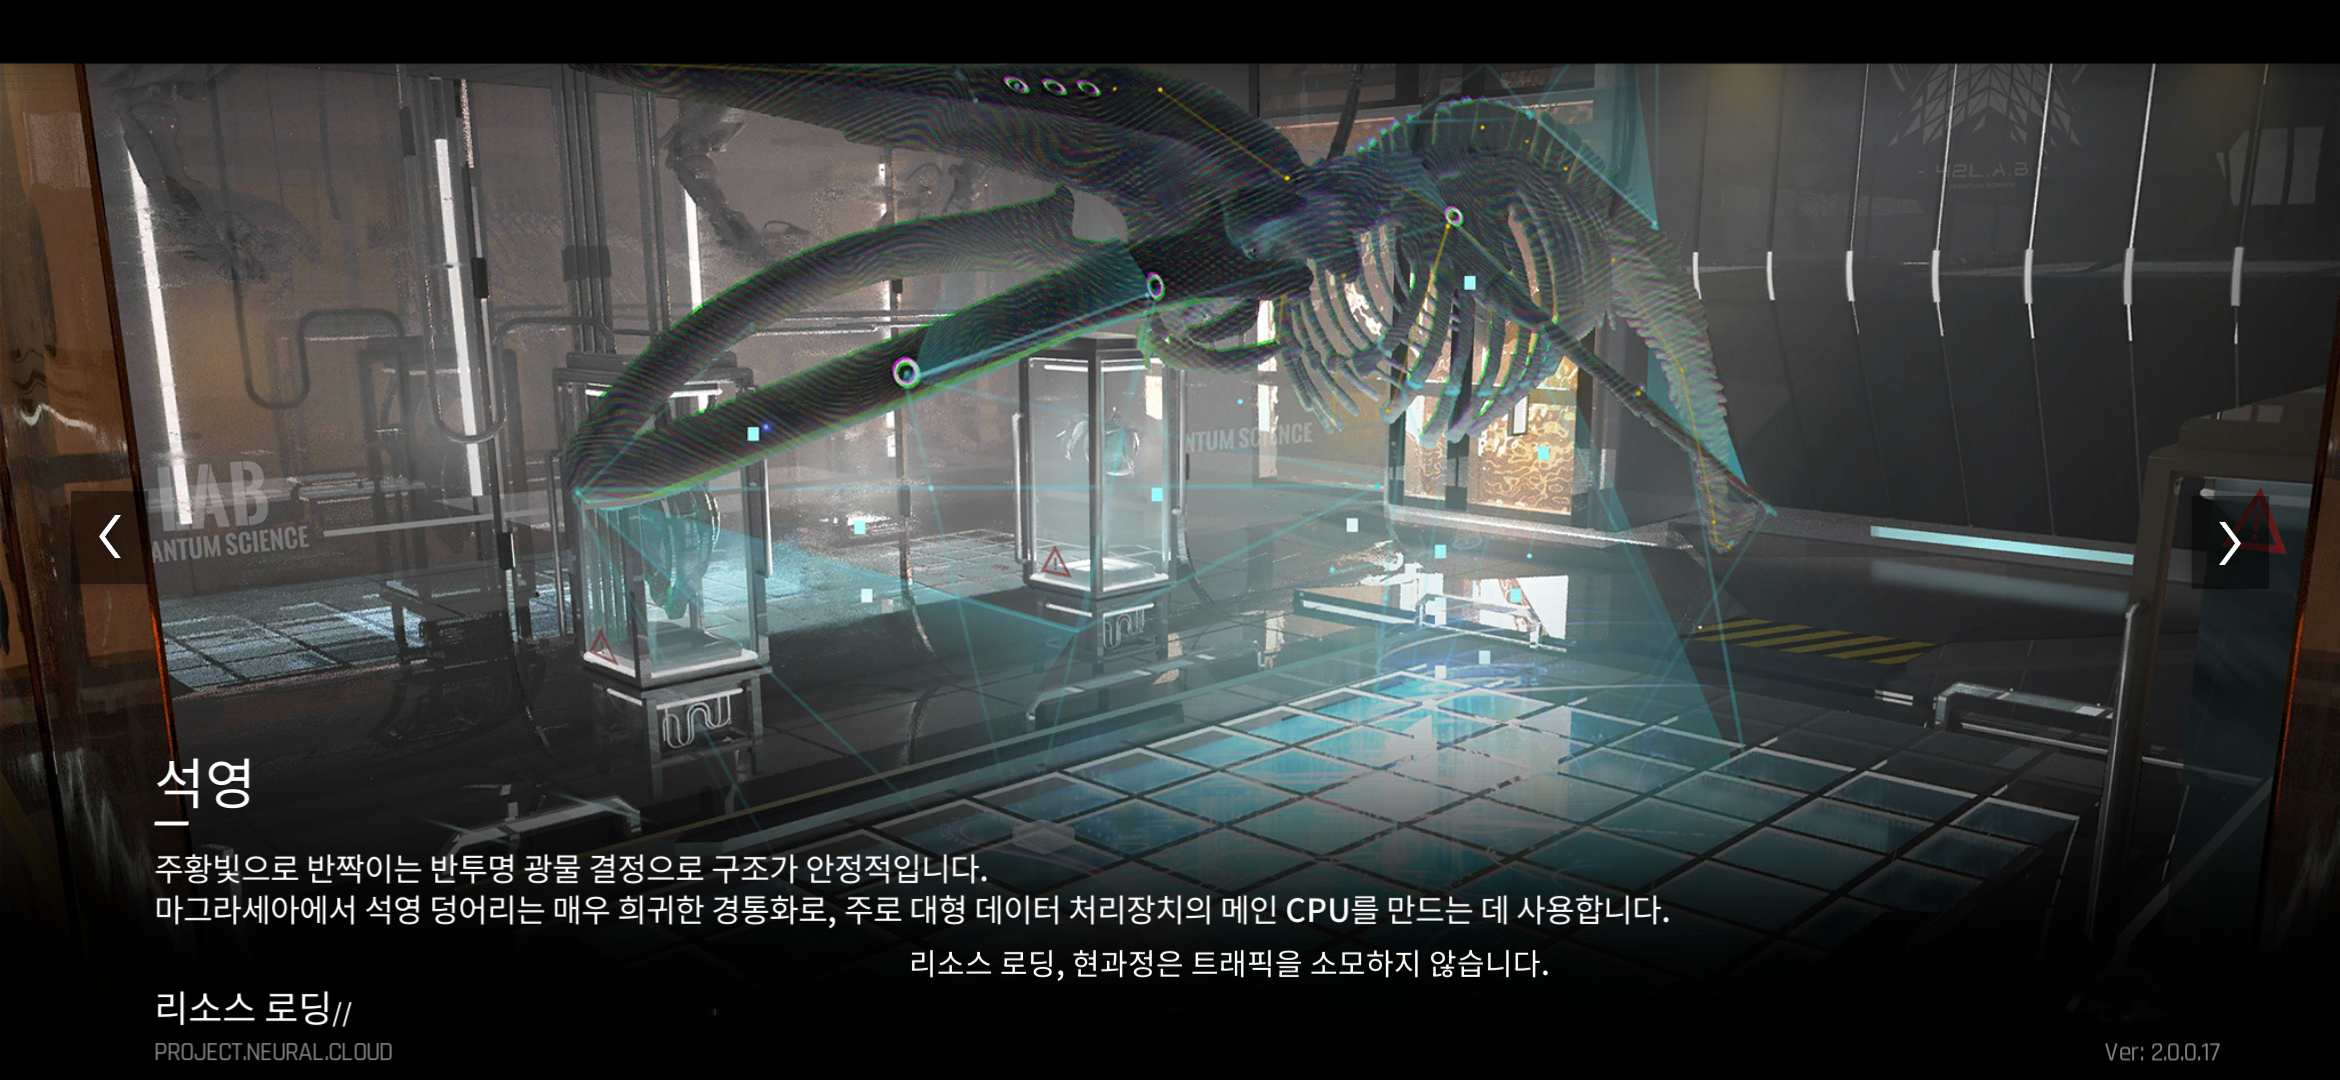 42L.A.B
QUANTUM SCIENCE
NTUM SCIENCE
LAB
ANTUM SCIENCE
석영
주황빛으로 반짝이는 반투명 광물 결정으로 구조가 안정적입니다.
마그라세아에서 석영 덩어리는 매우 희귀한 경통화로, 주로 대형 데이터 처리장치의 메인 CPU를 만드는 데 사용합니다.
리소스 로딩, 현과정은 트래픽을 소모하지 않습니다.
리소스 로딩//
PROJECT.NEURAL.CLOUD
Ver: 2.0.0.17